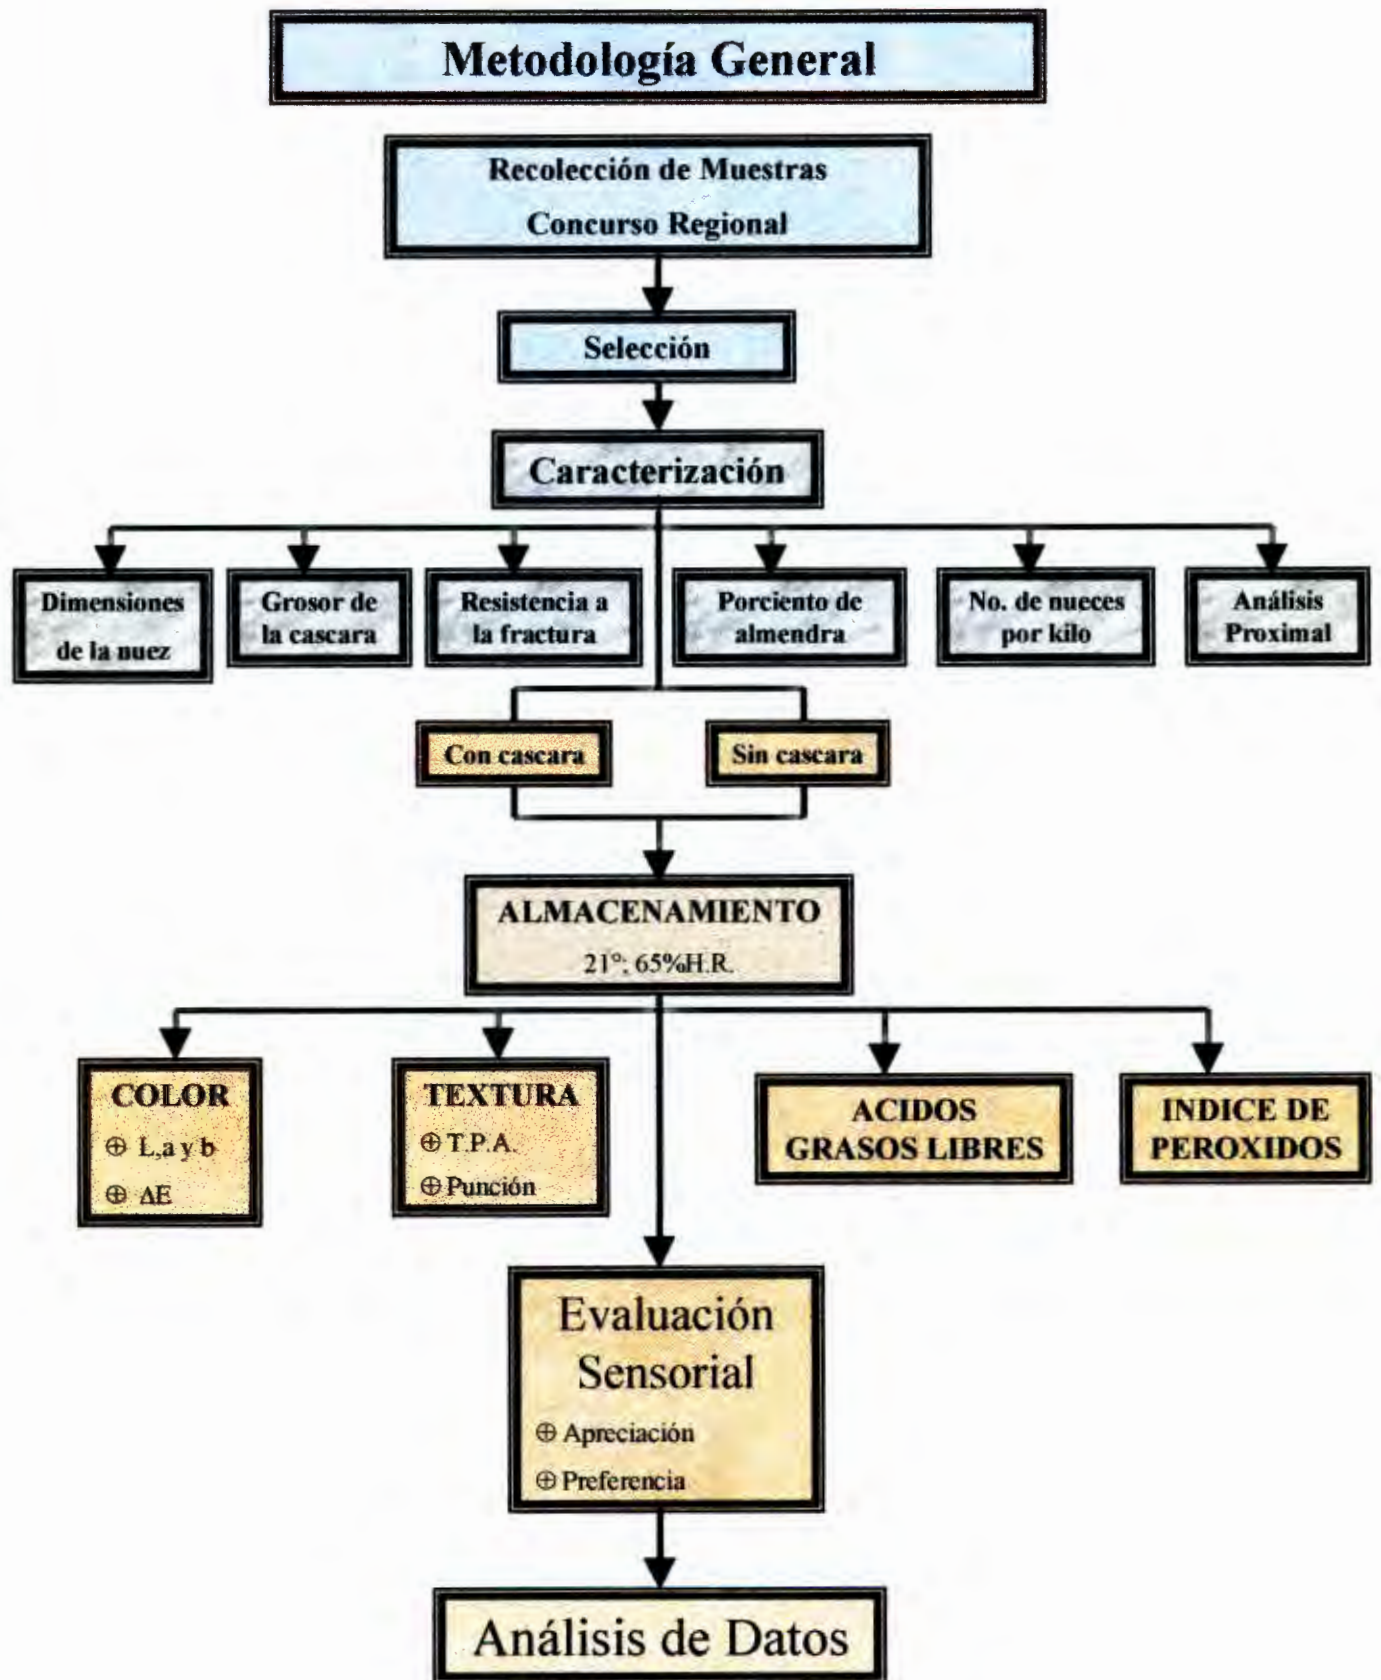 Metodología General
Recolección de Muestras
Concurso Regional
Selección
Caracterización
Dimensiones
de la nuez
Grosor de
la cascara
Resistencia a
la fractura
Porciento de
almendra
No. de nueces
por kilo
Análisis
Proximal
Con cascara
Sin cascara
ALMACENAMIENTO
21°; 65%H.R.
COLOR
⊕ L,a y b
⊕ ΔE
TEXTURA
⊕ T.P.A.
⊕ Punción
ACIDOS
GRASOS LIBRES
INDICE DE
PEROXIDOS
Evaluación
Sensorial
⊕ Apreciación
⊕ Preferencia
Análisis de Datos